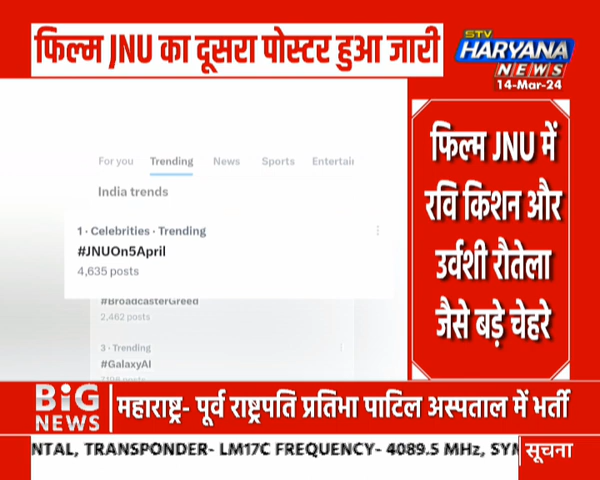 फिल्म JNU का दूसरा पोस्टर हुआ जारी
STV
HARYANA
NEWS
14-Mar-24
For you Trending News Sports Entertai
India trends
1 · Celebrities · Trending
#JNUOn5April
4,635 posts
#BroadcasterGreed
2,462 posts
3 · Trending
#GalaxyAI
फिल्म JNU में
रवि किशन और
उर्वशी रौतेला
जैसे बड़े चेहरे
BiG
NEWS
महाराष्ट्र- पूर्व राष्ट्रपति प्रतिभा पाटिल अस्पताल में भर्ती
NTAL, TRANSPONDER- LM17C FREQUENCY- 4089.5 MHz, SYM
सूचना